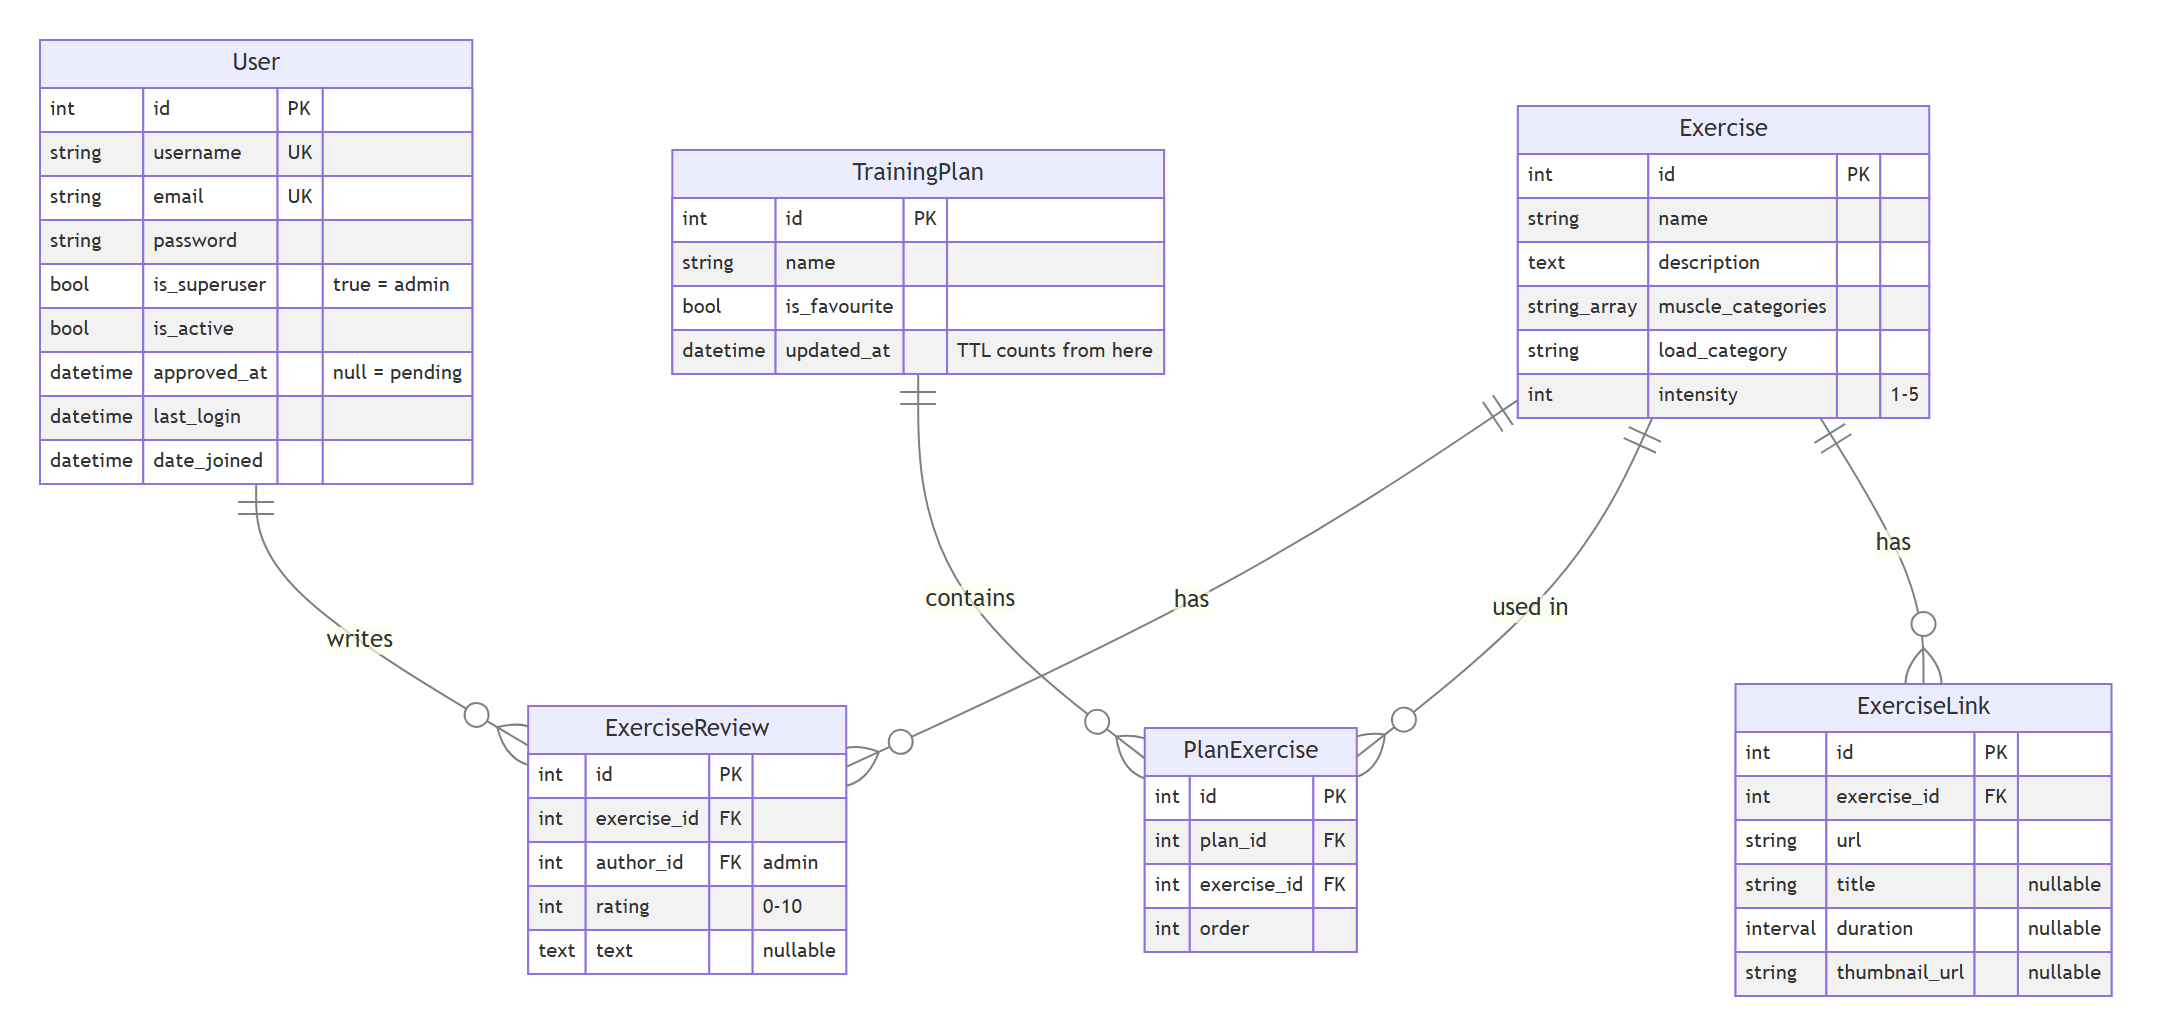 User
int id PK
string username UK
string email UK
string password
bool is_superuser true = admin
bool is_active
datetime approved_at null = pending
datetime last_login
datetime date_joined
TrainingPlan
int id PK
string name
bool is_favourite
datetime updated_at TTL counts from here
Exercise
int id PK
string name
text description
string_array muscle_categories
string load_category
int intensity 1-5
writes
contains
has
used in
has
ExerciseReview
int id PK
int exercise_id FK
int author_id FK admin
int rating 0-10
text text nullable
PlanExercise
int id PK
int plan_id FK
int exercise_id FK
int order
ExerciseLink
int id PK
int exercise_id FK
string url
string title nullable
interval duration nullable
string thumbnail_url nullable